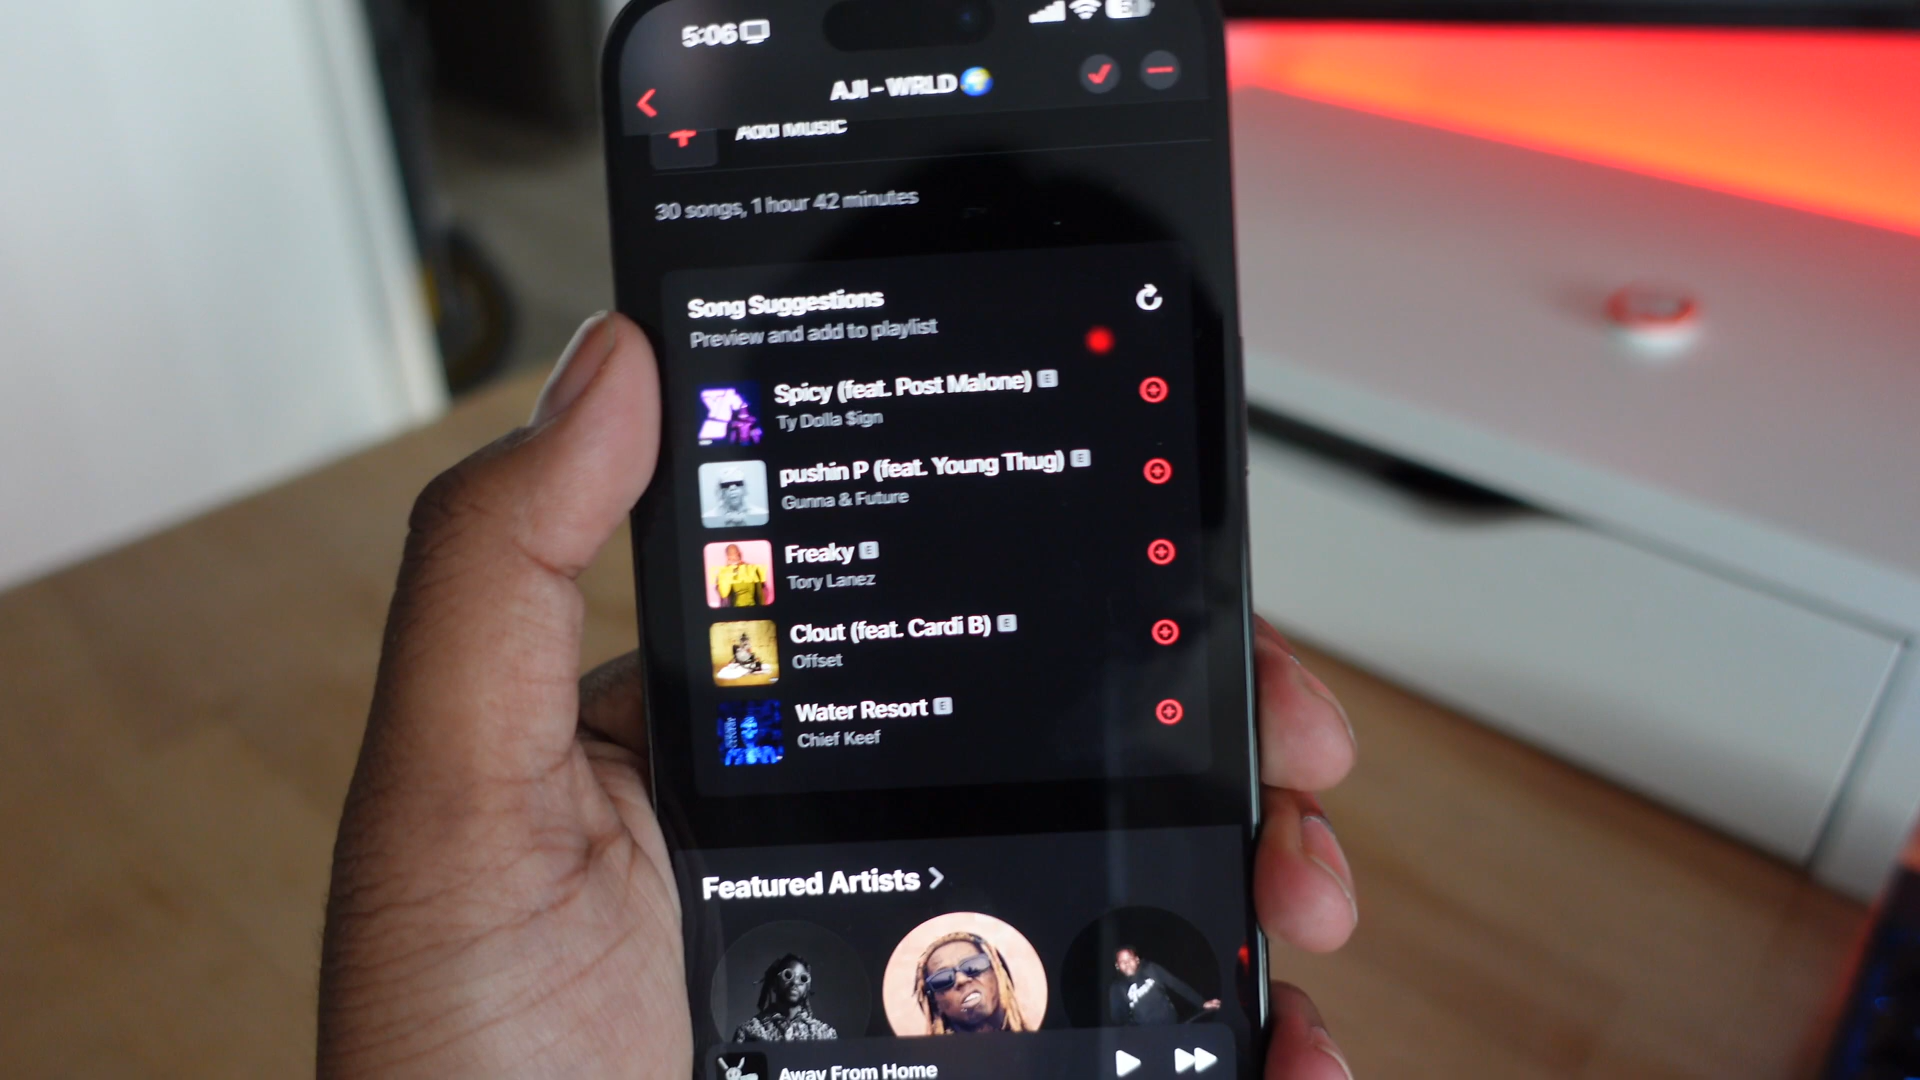 5:06
AJI - WRLD🌍
Add Music
30 songs, 1 hour 42 minutes
Song Suggestions
Preview and add to playlist
Spicy (feat. Post Malone) E
Ty Dolla $ign
pushin P (feat. Young Thug) E
Gunna & Future
Freaky E
Tory Lanez
Clout (feat. Cardi B) E
Offset
Water Resort E
Chief Keef
Featured Artists >
Away From Home